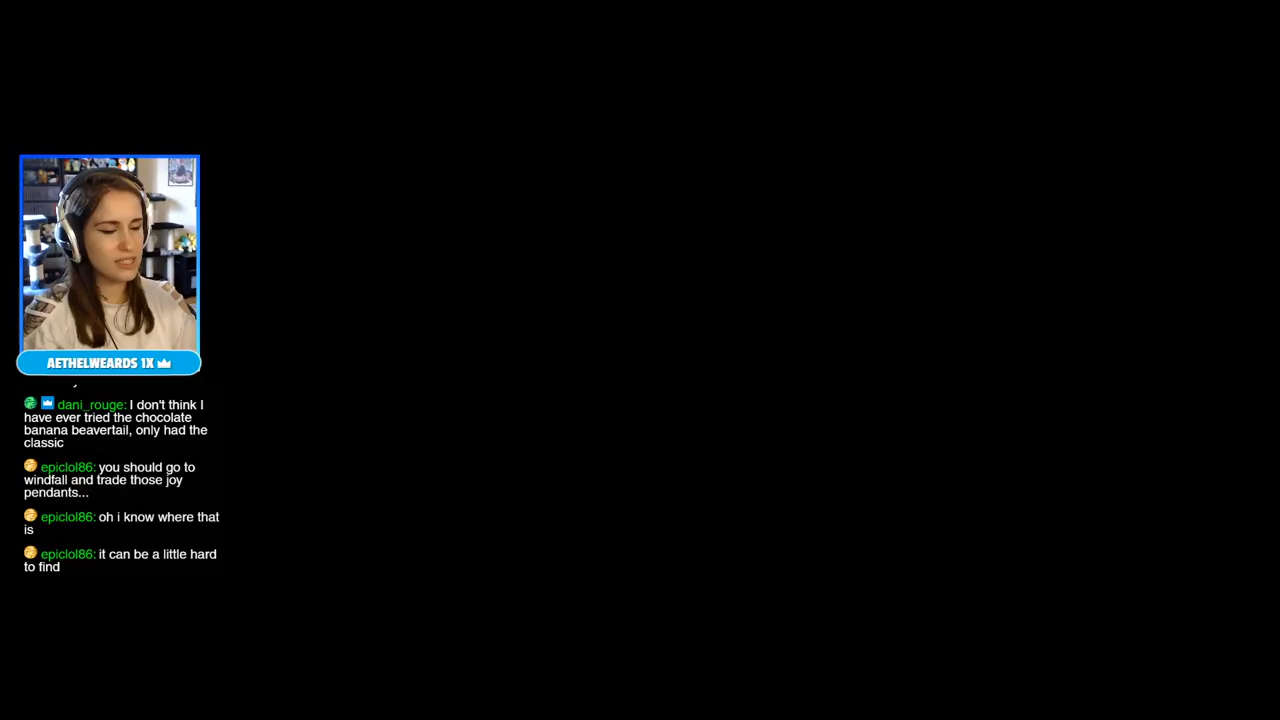 AETHELWEARDS 1X
dani_rouge: I don't think I
have ever tried the chocolate
banana beavertail, only had the
classic
epiclol86: you should go to
windfall and trade those joy
pendants...
epiclol86: oh i know where that
is
epiclol86: it can be a little hard
to find